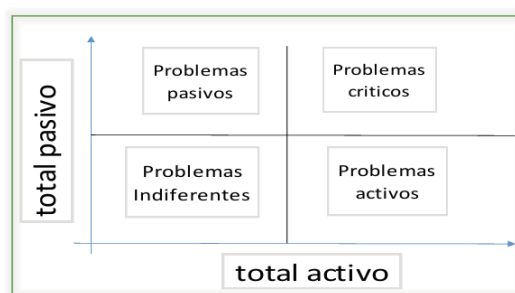 Problemas
pasivos
Problemas
criticos
total pasivo
Problemas
Indiferentes
Problemas
activos
total activo